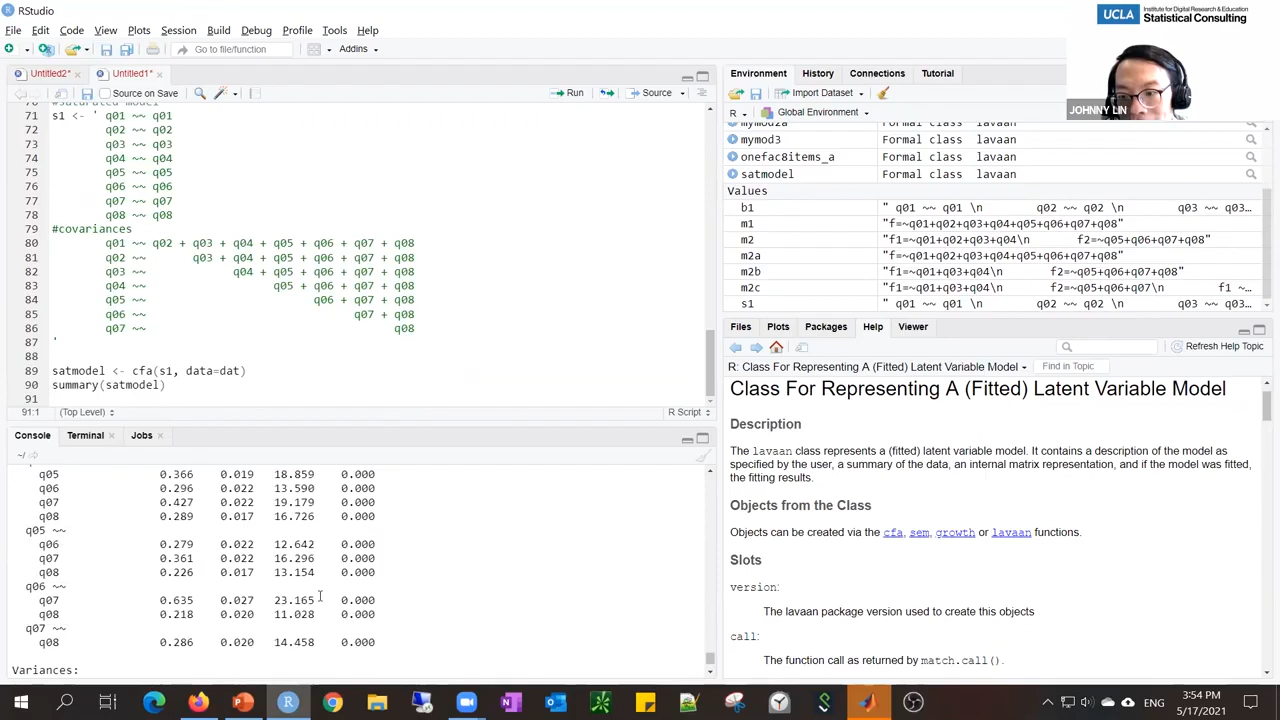 RStudio
File Edit Code View Plots Session Build Debug Profile Tools Help
Go to file/function
Addins
UCLA
Institute for Digital Research & Education
Statistical Consulting
JOHNNY LIN
Untitled2*
Untitled1*
Source on Save
Run
Source
#saturated model
71 s1 <- ' q01 ~~ q01
72 q02 ~~ q02
73 q03 ~~ q03
74 q04 ~~ q04
75 q05 ~~ q05
76 q06 ~~ q06
77 q07 ~~ q07
78 q08 ~~ q08
79 #covariances
80 q01 ~~ q02 + q03 + q04 + q05 + q06 + q07 + q08
81 q02 ~~ q03 + q04 + q05 + q06 + q07 + q08
82 q03 ~~ q04 + q05 + q06 + q07 + q08
83 q04 ~~ q05 + q06 + q07 + q08
84 q05 ~~ q06 + q07 + q08
85 q06 ~~ q07 + q08
86 q07 ~~ q08
87 '
88
89 satmodel <- cfa(s1, data=dat)
90 summary(satmodel)
91
91:1 (Top Level) R Script
Console Terminal Jobs
~/
q05 0.366 0.019 18.859 0.000
q06 0.296 0.022 13.590 0.000
q07 0.427 0.022 19.179 0.000
q08 0.289 0.017 16.726 0.000
q05 ~~
q06 0.279 0.022 12.642 0.000
q07 0.361 0.022 16.296 0.000
q08 0.226 0.017 13.154 0.000
q06 ~~
q07 0.635 0.027 23.165 0.000
q08 0.218 0.020 11.028 0.000
q07 ~~
q08 0.286 0.020 14.458 0.000
Variances:
Environment History Connections Tutorial
Import Dataset
R Global Environment
mymod2a Formal class lavaan
mymod3 Formal class lavaan
onefac8items_a Formal class lavaan
satmodel Formal class lavaan
Values
b1 " q01 ~~ q01 \n q02 ~~ q02 \n q03 ~~ q03…
m1 "f=~q01+q02+q03+q04+q05+q06+q07+q08"
m2 "f1=~q01+q02+q03+q04\n f2=~q05+q06+q07+q08"
m2a "f=~q01+q02+q03+q04+q05+q06+q07+q08"
m2b "f1=~q01+q03+q04\n f2=~q05+q06+q07+q08"
m2c "f1=~q01+q03+q04\n f2=~q05+q06+q07\n f1 ~…
s1 " q01 ~~ q01 \n q02 ~~ q02 \n q03 ~~ q03…
Files Plots Packages Help Viewer
Refresh Help Topic
R: Class For Representing A (Fitted) Latent Variable Model
Find in Topic
Class For Representing A (Fitted) Latent Variable Model
Description
The lavaan class represents a (fitted) latent variable model. It contains a description of the model as
specified by the user, a summary of the data, an internal matrix representation, and if the model was fitted,
the fitting results.
Objects from the Class
Objects can be created via the cfa, sem, growth or lavaan functions.
Slots
version:
The lavaan package version used to create this objects
call:
The function call as returned by match.call().
ENG
3:54 PM
5/17/2021